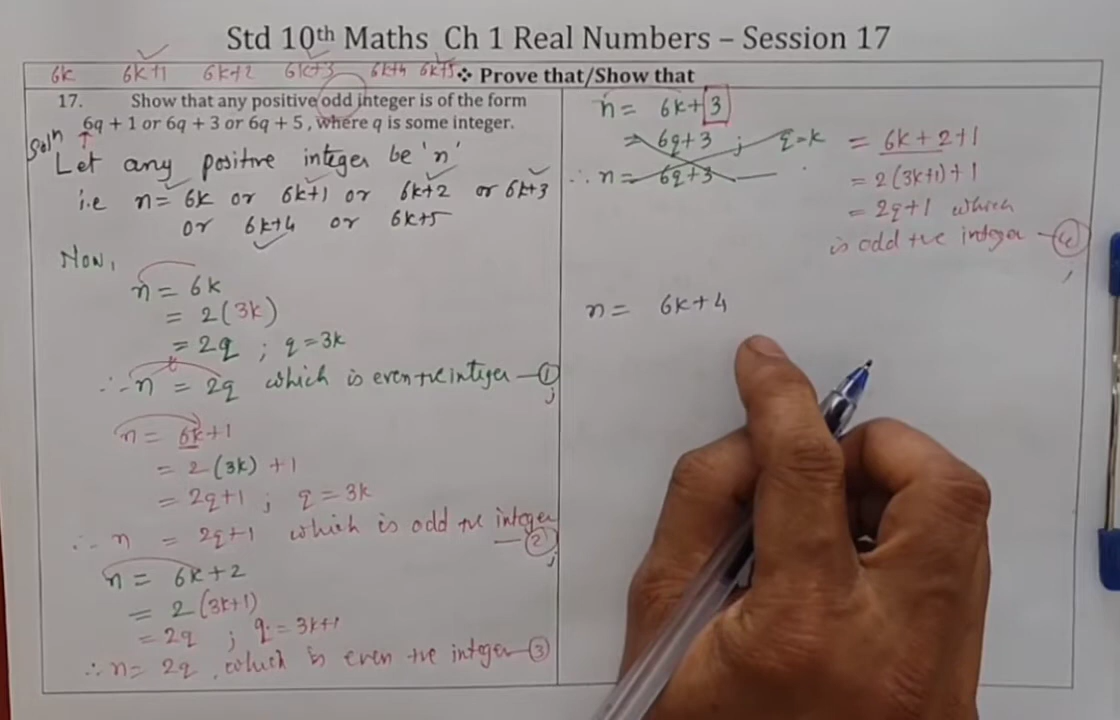 Std 10th Maths Ch 1 Real Numbers – Session 17
6k 6k+1 6k+2 6k+3 6k+4 6k+5 ❖ Prove that/Show that
17. Show that any positive odd integer is of the form
6q + 1 or 6q + 3 or 6q + 5 , where q is some integer.
Soln
Let any positive integer be 'n'
i.e n = 6k or 6k+1 or 6k+2 or 6k+3
or 6k+4 or 6k+5
Now,
n = 6k
= 2(3k)
= 2q ; q=3k
∴ n = 2q which is even +ve integer —①
n = 6k+1
= 2(3k) +1
= 2q+1 ; q = 3k
∴ n = 2q+1 which is odd +ve integer
—②
n = 6k+2
= 2(3k+1)
= 2q ; q = 3k+1
∴ n = 2q , which is even +ve integer —③
n = 6k+3
= 6q+3 ; q=k = 6k+2+1
∴ n = 6q+3 — = 2(3k+1)+1
= 2q+1 which
is odd +ve integer —④
n = 6k+4